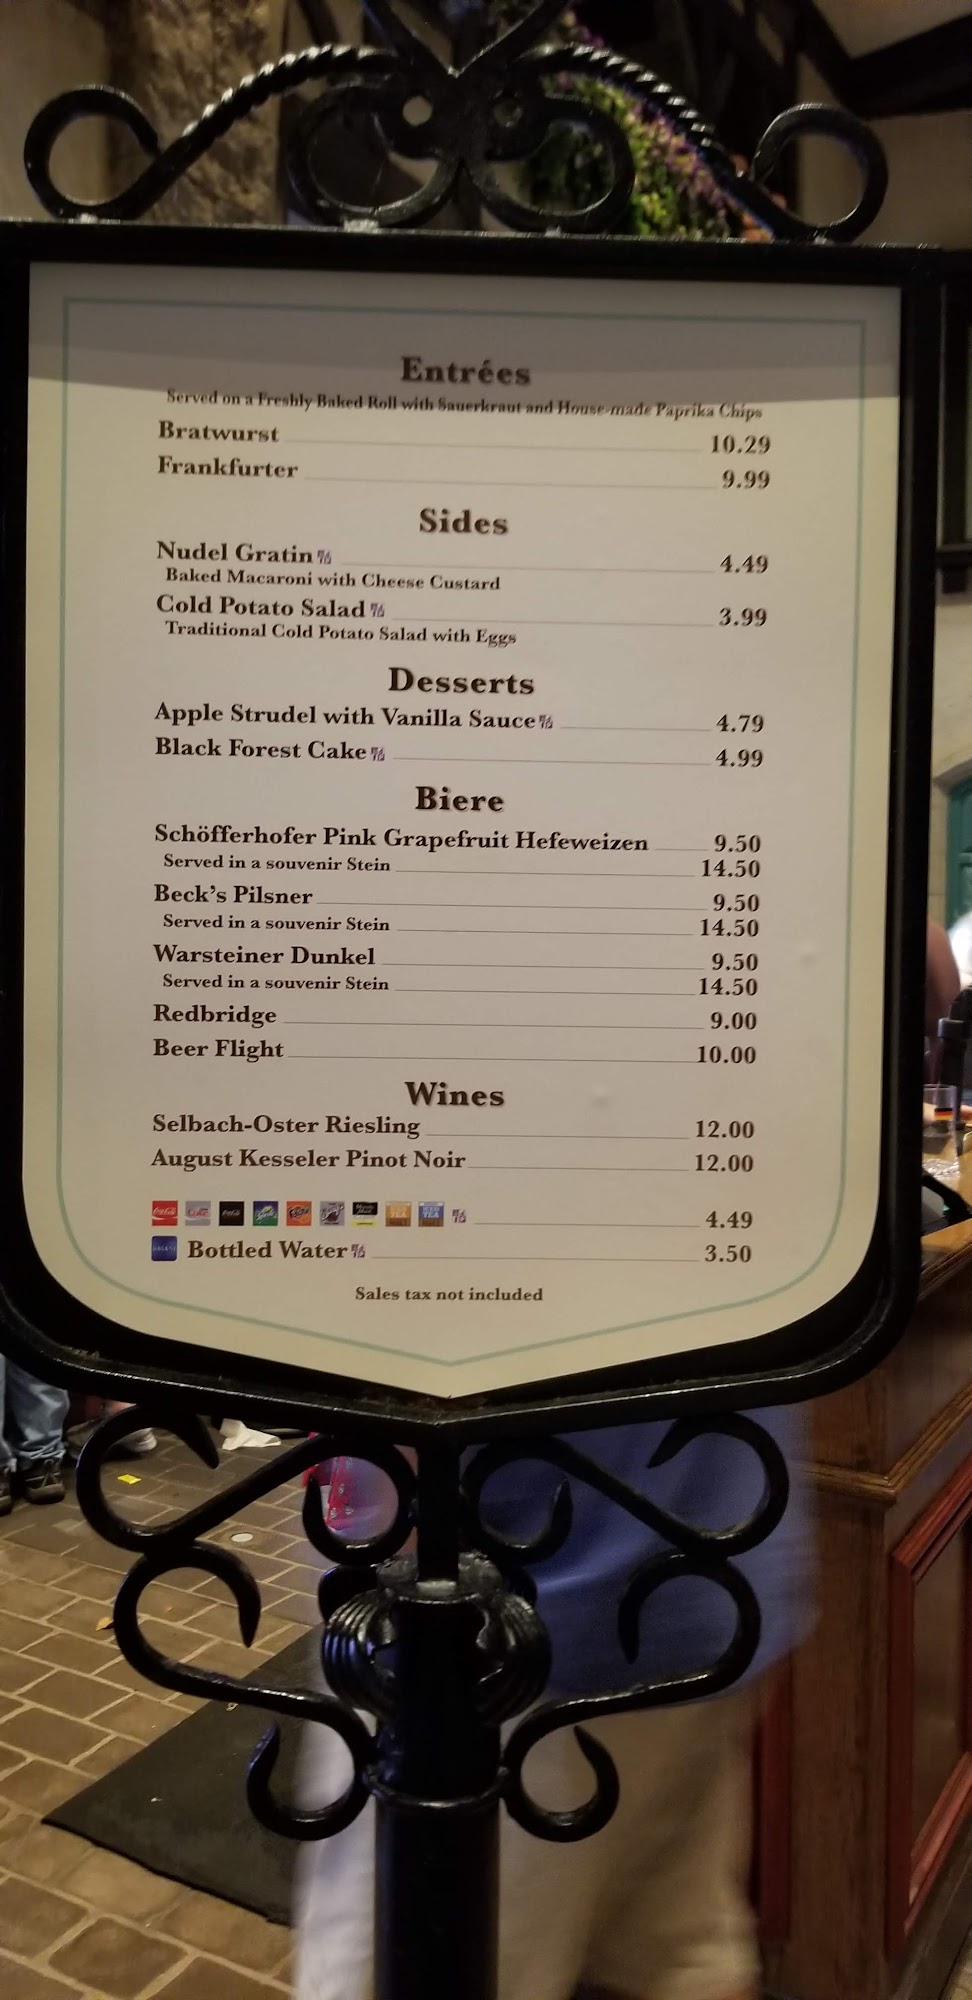 Entrées
Served on a Freshly Baked Roll with Sauerkraut and House-made Paprika Chips
Bratwurst 10.29
Frankfurter 9.99
Sides
Nudel Gratin 4.49
Baked Macaroni with Cheese Custard
Cold Potato Salad 3.99
Traditional Cold Potato Salad with Eggs
Desserts
Apple Strudel with Vanilla Sauce 4.79
Black Forest Cake 4.99
Biere
Schöfferhofer Pink Grapefruit Hefeweizen 9.50
Served in a souvenir Stein 14.50
Beck's Pilsner 9.50
Served in a souvenir Stein 14.50
Warsteiner Dunkel 9.50
Served in a souvenir Stein 14.50
Redbridge 9.00
Beer Flight 10.00
Wines
Selbach-Oster Riesling 12.00
August Kesseler Pinot Noir 12.00
4.49
Bottled Water 3.50
Sales tax not included